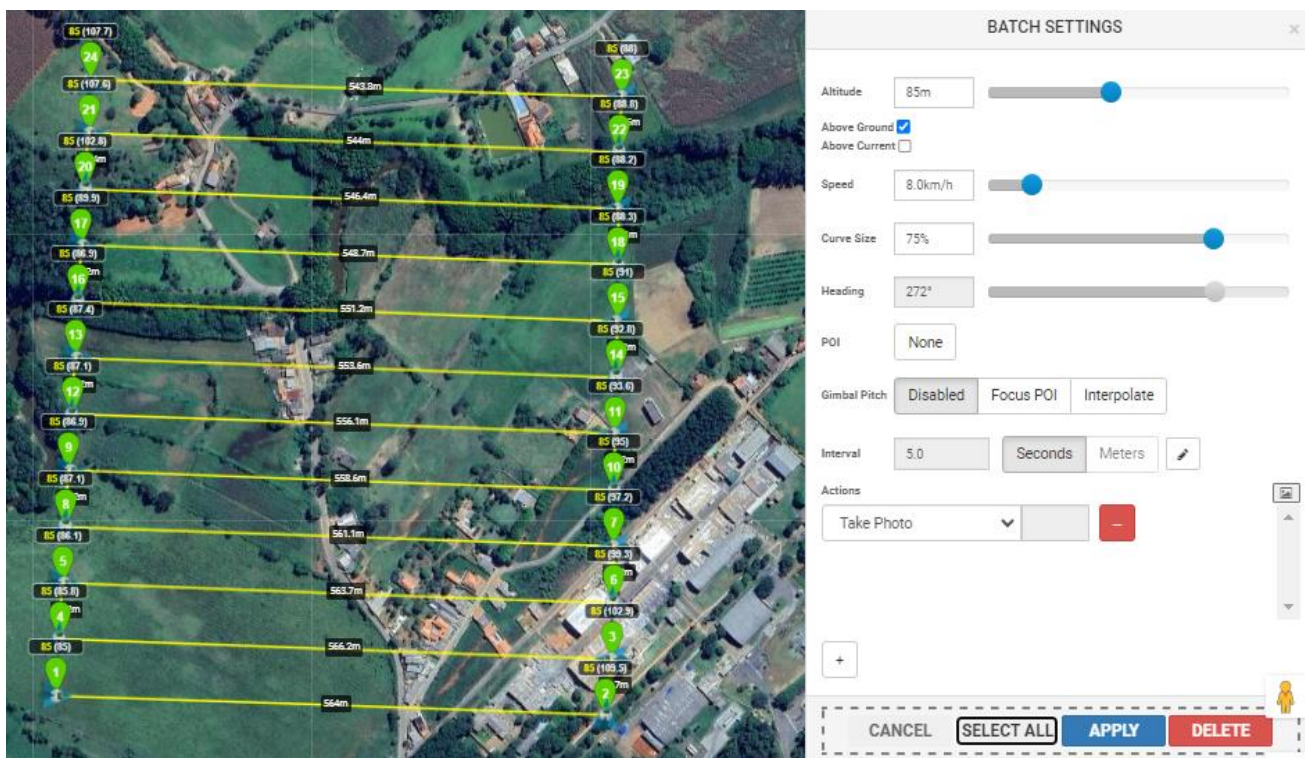 85 (107.7)
85 (88)
24
23
85 (107.6)
543.8m
85 (88.8)
21
22
85 (102.8)
544m
85 (88.2)
20
19
85 (89.9)
546.4m
85 (88.3)
17
18
85 (86.9)
548.7m
85 (91)
16
15
85 (87.4)
551.2m
85 (92.8)
13
14
85 (87.1)
553.6m
85 (93.6)
12
11
85 (86.9)
556.1m
85 (95)
9
10
85 (87.1)
558.6m
85 (97.2)
8
7
85 (86.1)
561.1m
85 (99.3)
5
6
85 (85.8)
563.7m
85 (102.9)
4
3
85 (85)
566.2m
85 (109.5)
1
2
564m
BATCH SETTINGS
×
Altitude 85m
Above Ground
Above Current
Speed 8.0km/h
Curve Size 75%
Heading 272°
POI None
Gimbal Pitch Disabled Focus POI Interpolate
Interval 5.0 Seconds Meters
Actions
Take Photo –
+
CANCEL SELECT ALL APPLY DELETE